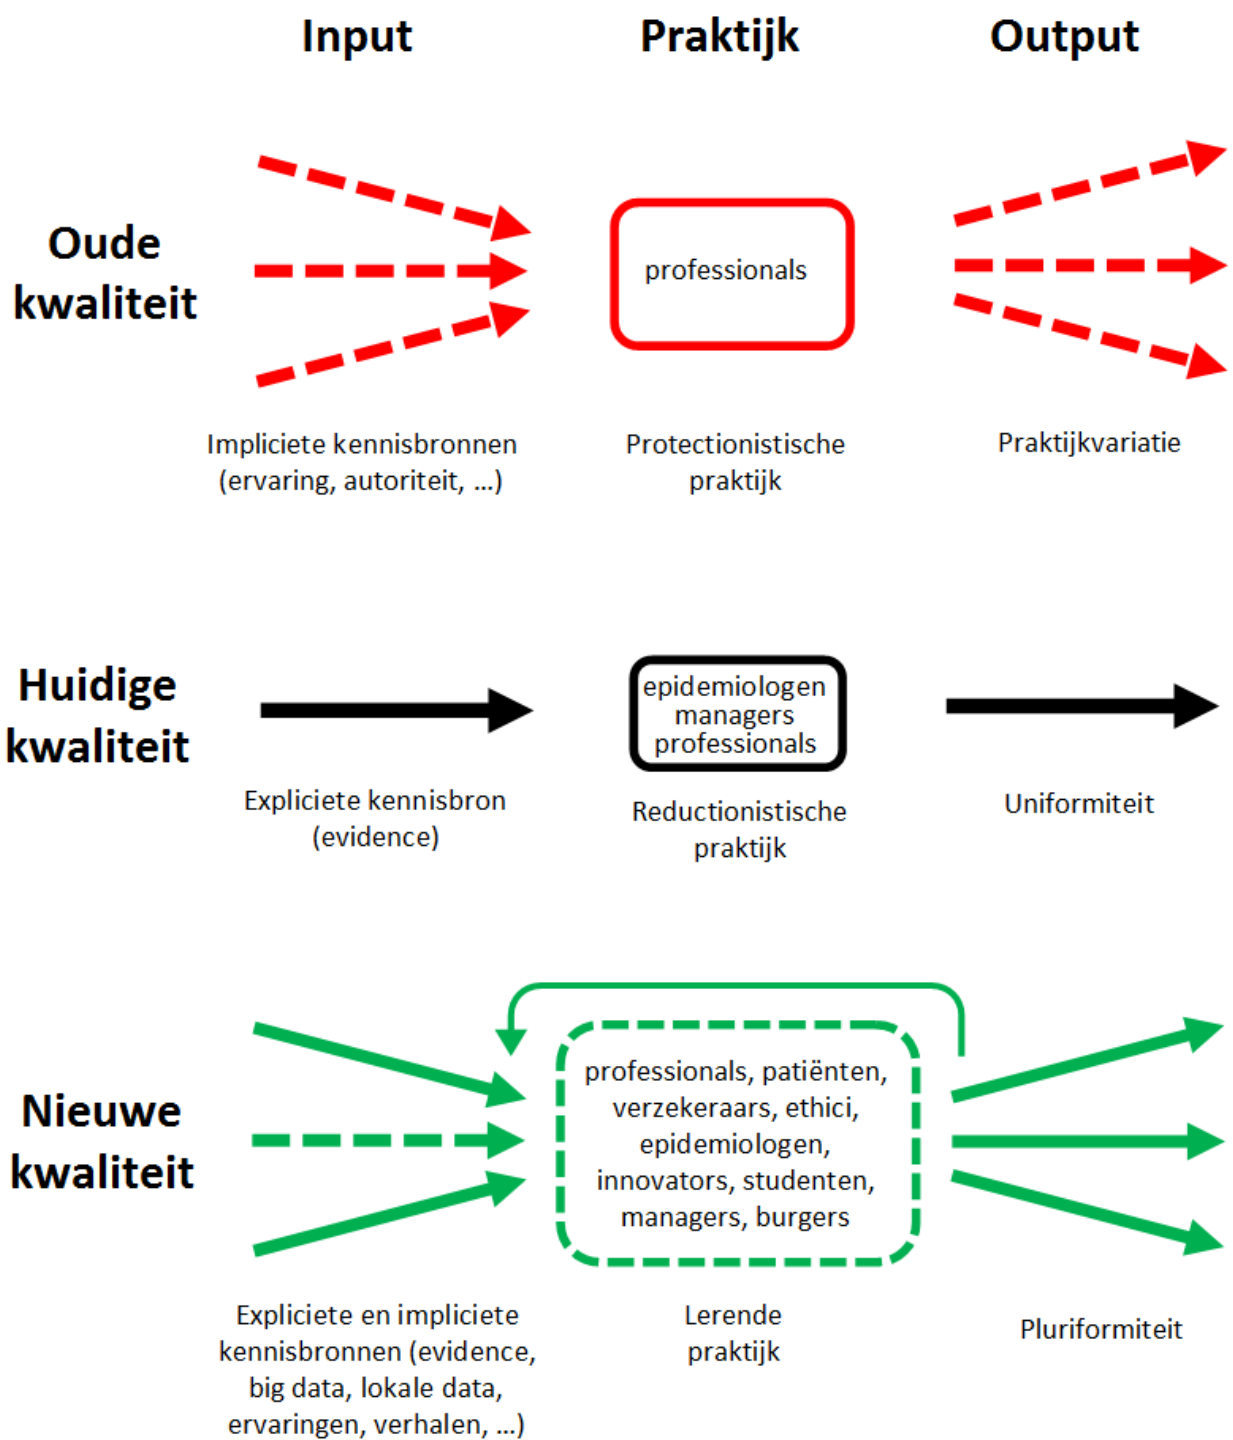 Input
Praktijk
Output
Oude
kwaliteit
professionals
Impliciete kennisbronnen
(ervaring, autoriteit, ...)
Protectionistische
praktijk
Praktijkvariatie
Huidige
kwaliteit
epidemiologen
managers
professionals
Expliciete kennisbron
(evidence)
Reductionistische
praktijk
Uniformiteit
Nieuwe
kwaliteit
professionals, patiënten,
verzekeraars, ethici,
epidemiologen,
innovators, studenten,
managers, burgers
Expliciete en impliciete
kennisbronnen (evidence,
big data, lokale data,
ervaringen, verhalen, ...)
Lerende
praktijk
Pluriformiteit